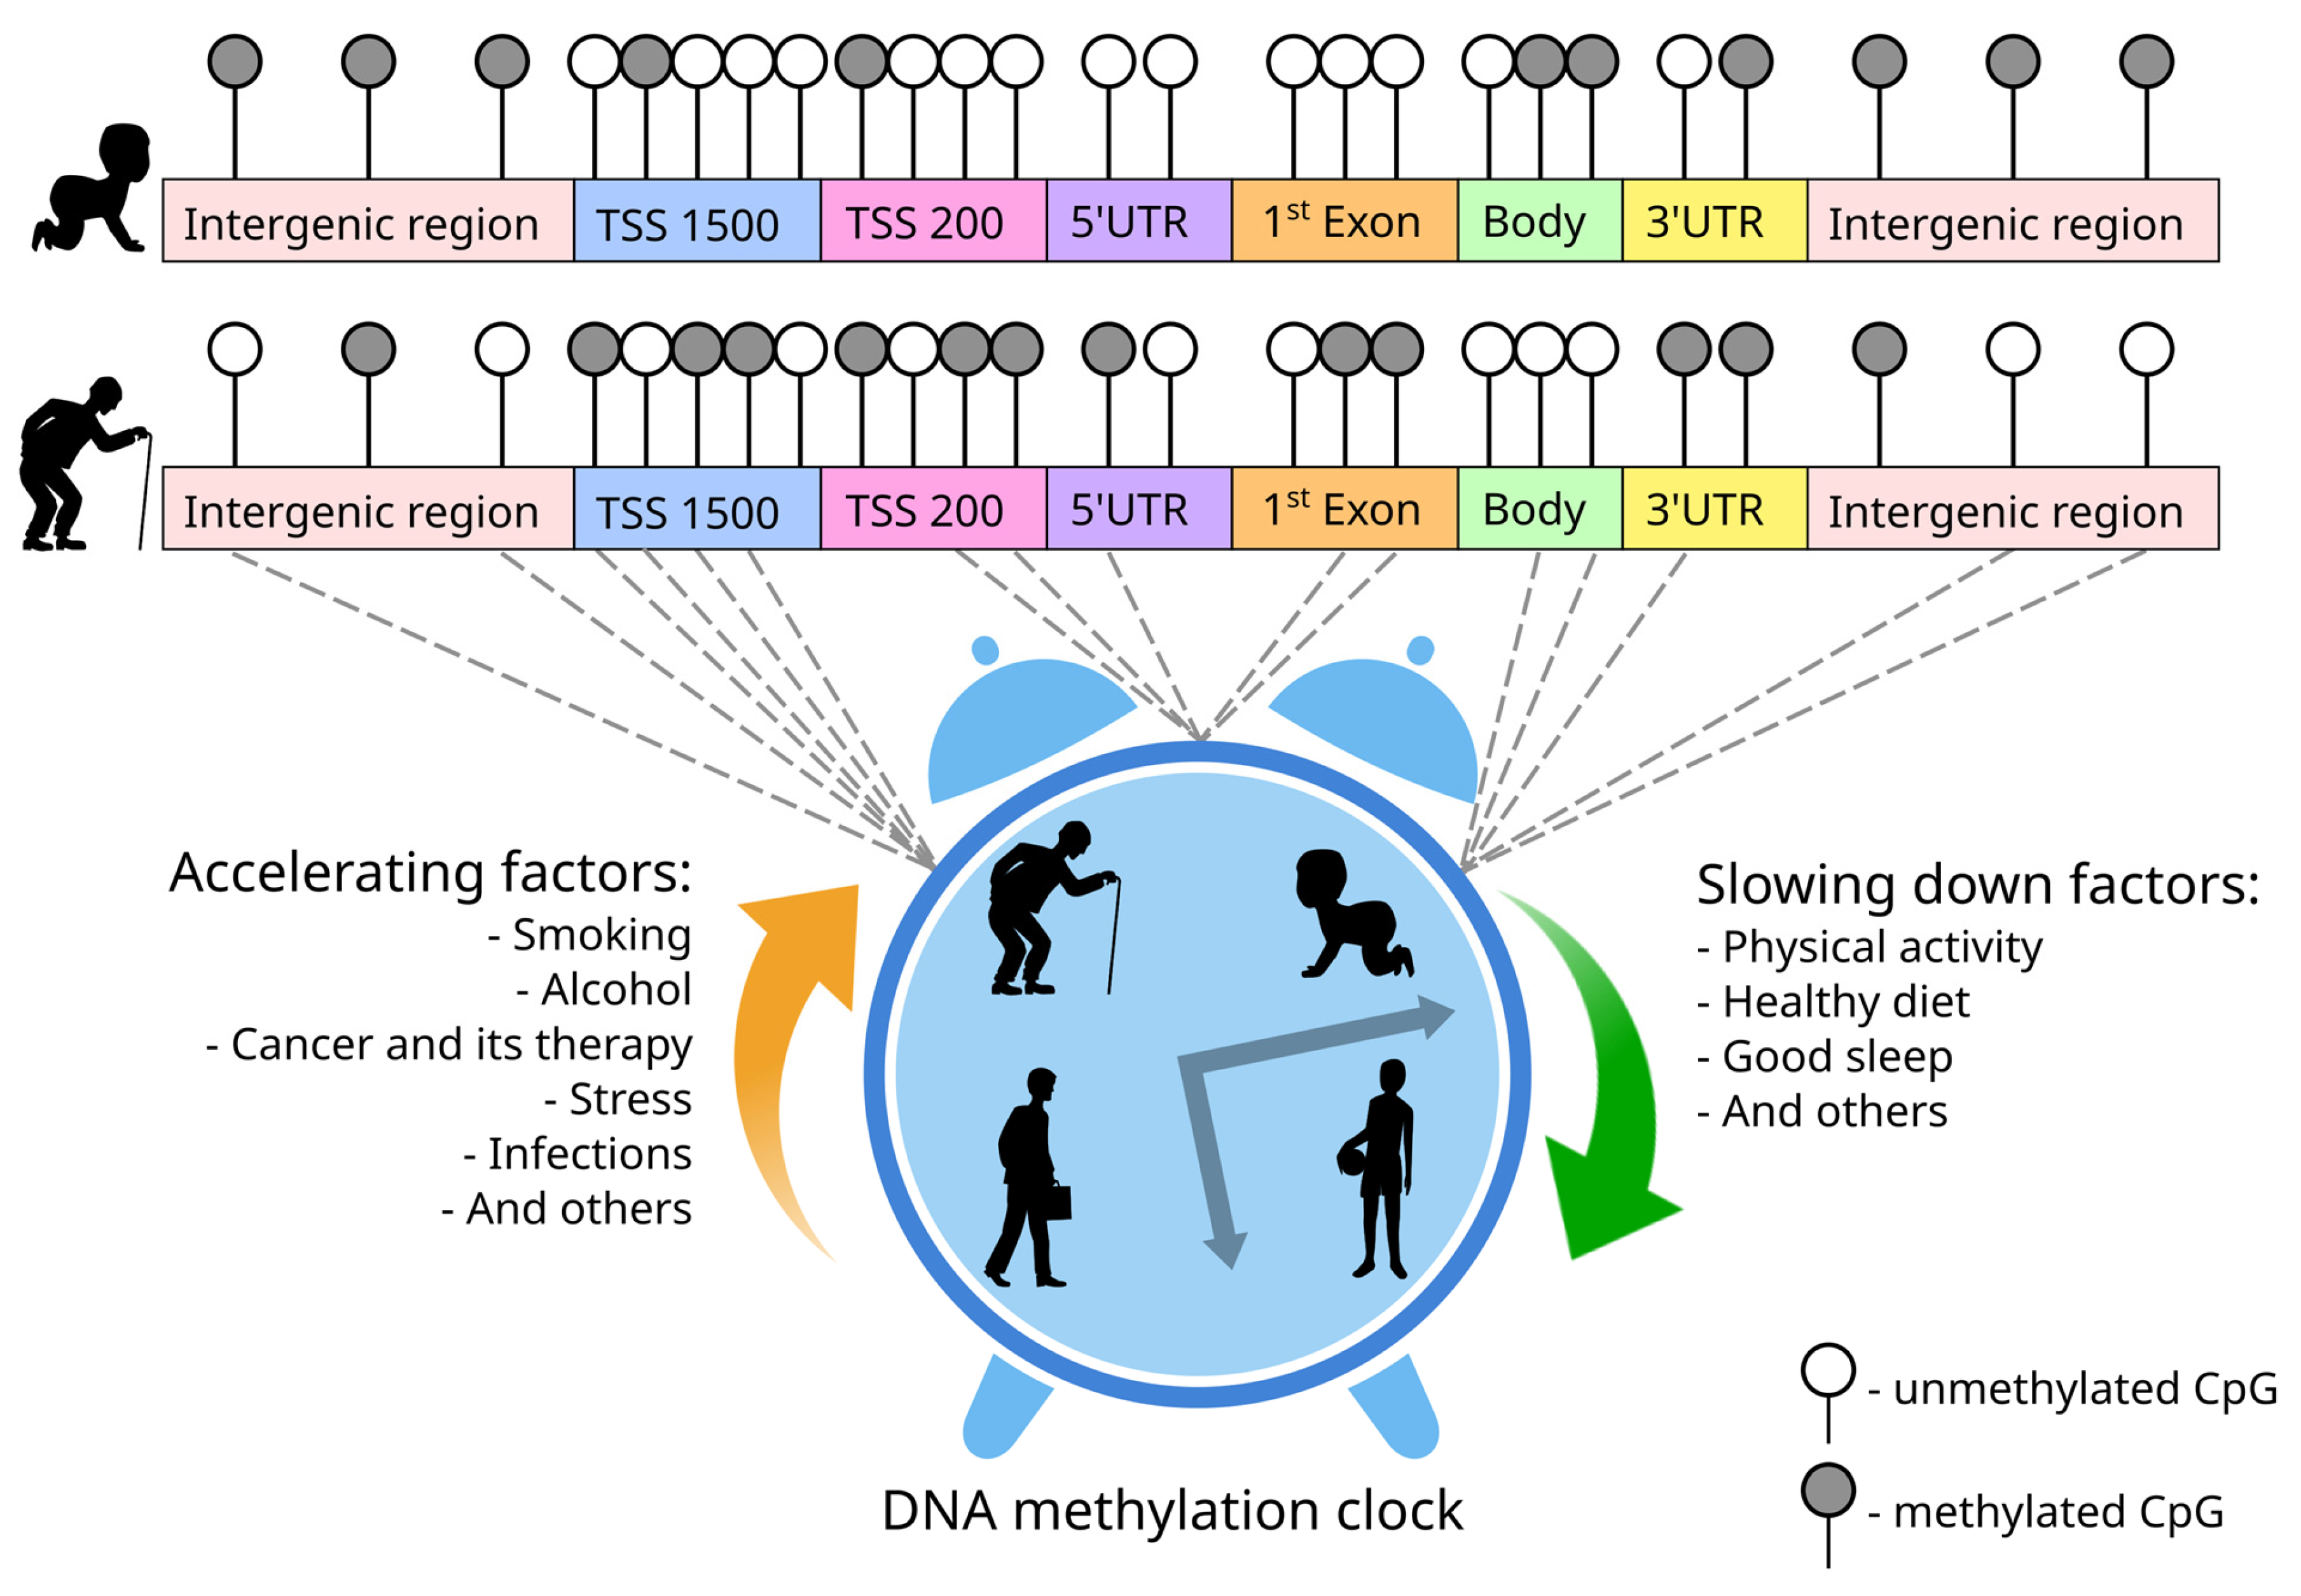 Intergenic region TSS 1500 TSS 200 5'UTR 1st Exon Body 3'UTR Intergenic region
Intergenic region TSS 1500 TSS 200 5'UTR 1st Exon Body 3'UTR Intergenic region
Accelerating factors:
- Smoking
- Alcohol
- Cancer and its therapy
- Stress
- Infections
- And others
Slowing down factors:
- Physical activity
- Healthy diet
- Good sleep
- And others
- unmethylated CpG
- methylated CpG
DNA methylation clock